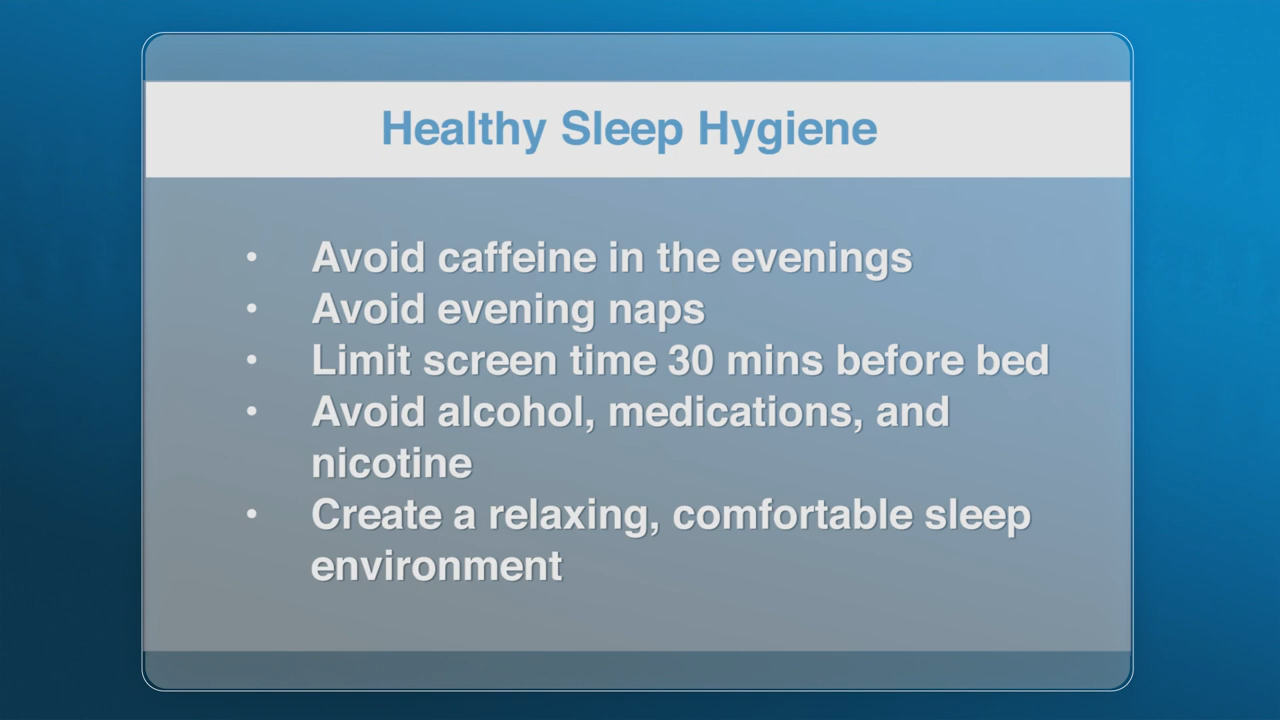 Healthy Sleep Hygiene
• Avoid caffeine in the evenings
• Avoid evening naps
• Limit screen time 30 mins before bed
• Avoid alcohol, medications, and
nicotine
• Create a relaxing, comfortable sleep
environment